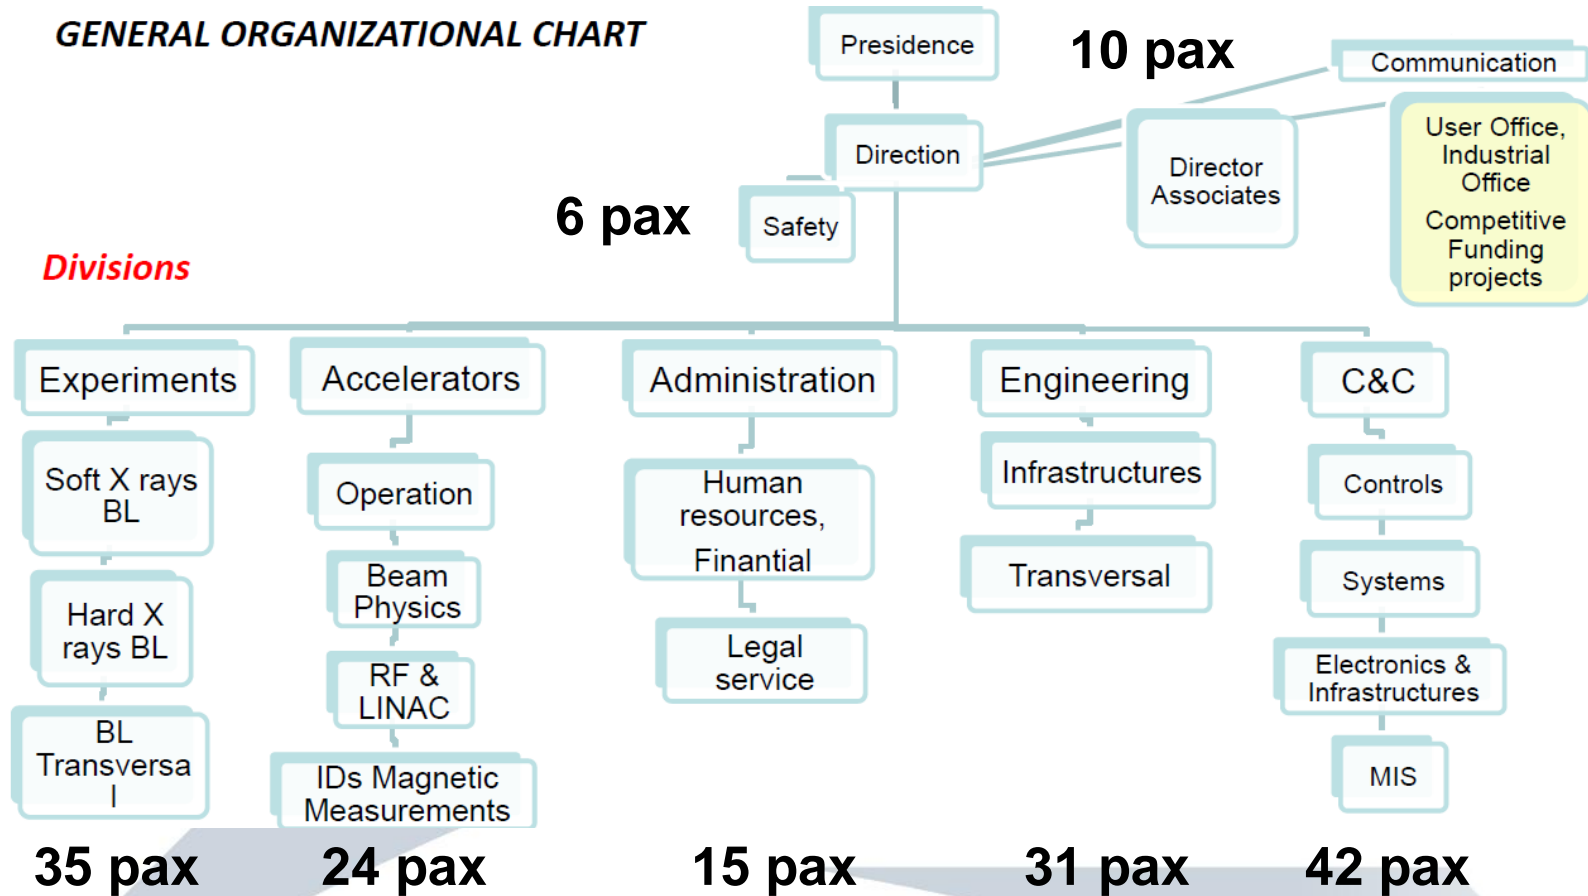 GENERAL ORGANIZATIONAL CHART
Presidence
10 pax
Communication
Direction
Director
Associates
User Office,
Industrial
Office
Competitive
Funding
projects
6 pax
Safety
Divisions
Experiments
Accelerators
Administration
Engineering
C&C
Soft X rays
BL
Hard X
rays BL
BL
Transversa
l
Operation
Beam
Physics
RF &
LINAC
IDs Magnetic
Measurements
Human
resources,
Finantial
Legal
service
Infrastructures
Transversal
Controls
Systems
Electronics &
Infrastructures
MIS
35 pax
24 pax
15 pax
31 pax
42 pax